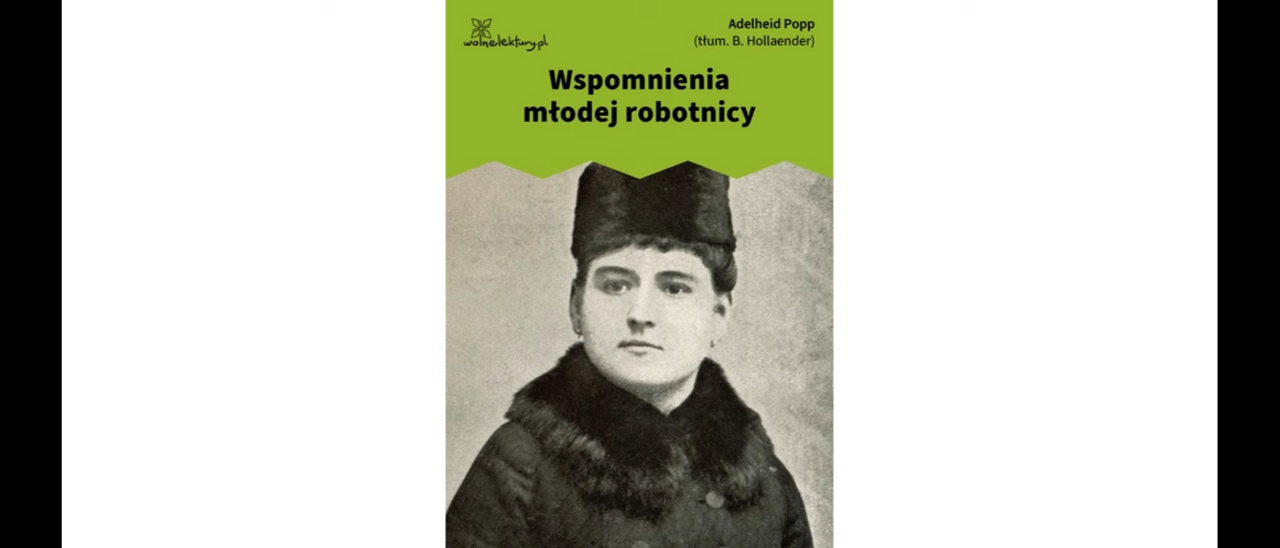 wolnelektury.pl
Adelheid Popp
(tłum. B. Hollaender)
Wspomnienia
młodej robotnicy